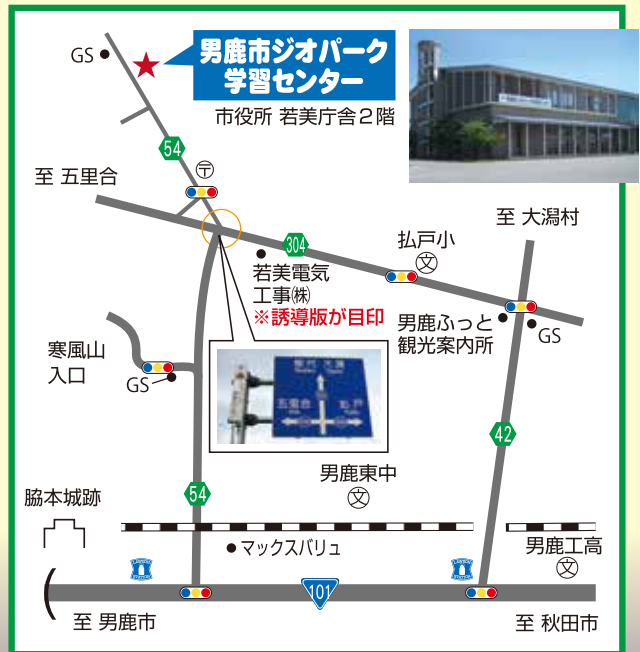 GS
男鹿市ジオパーク
学習センター
市役所 若美庁舎2階
54
〒
至 五里合
304
払戸小
文
至 大潟村
若美電気
工事㈱
※誘導版が目印
男鹿ふっと
観光案内所
GS
寒風山
入口
GS
五里合
払戸
42
54
男鹿東中
文
脇本城跡
マックスバリュ
男鹿工高
文
101
至 男鹿市
至 秋田市